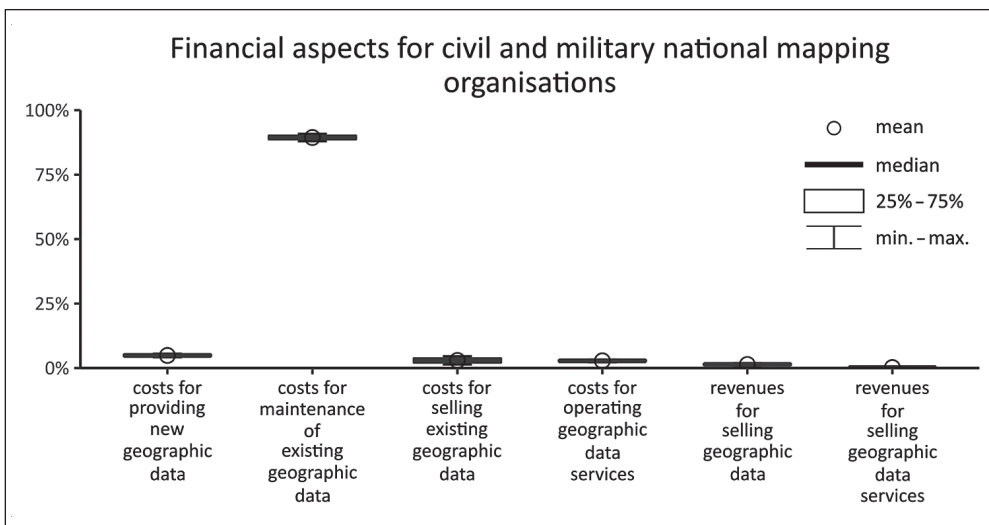 Financial aspects for civil and military national mapping
organisations
100%
75%
50%
25%
0%
mean
median
25% – 75%
min. – max.
costs for
providing
new
geographic
data
costs for
maintenance
of
existing
geographic
data
costs for
selling
existing
geographic
data
costs for
operating
geographic
data
services
revenues
for
selling
geographic
data
revenues
for
selling
geographic
data
services